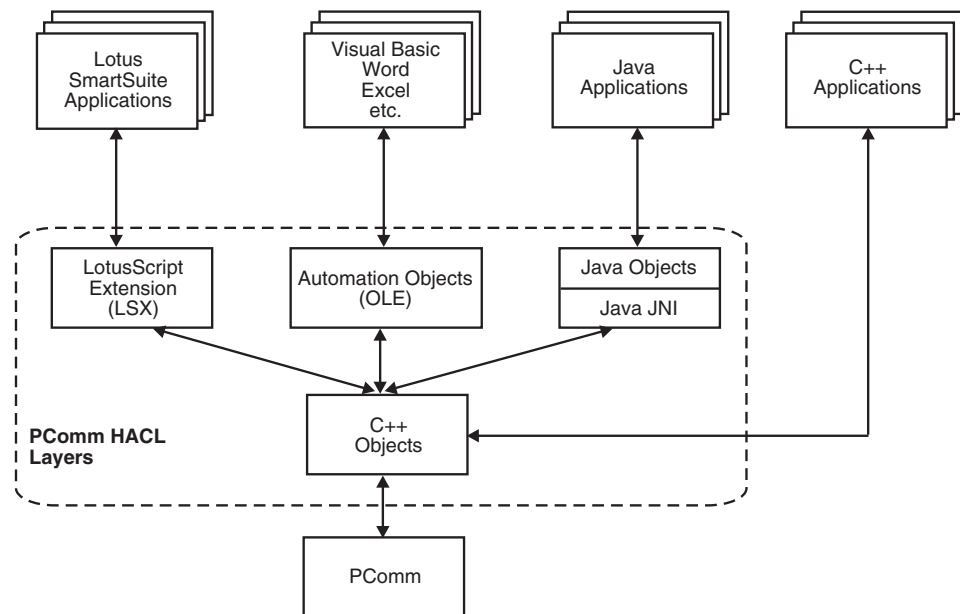 Lotus
SmartSuite
Applications
Visual Basic
Word
Excel
etc.
Java
Applications
C++
Applications
LotusScript
Extension
(LSX)
Automation Objects
(OLE)
Java Objects
Java JNI
C++
Objects
PComm HACL
Layers
PComm